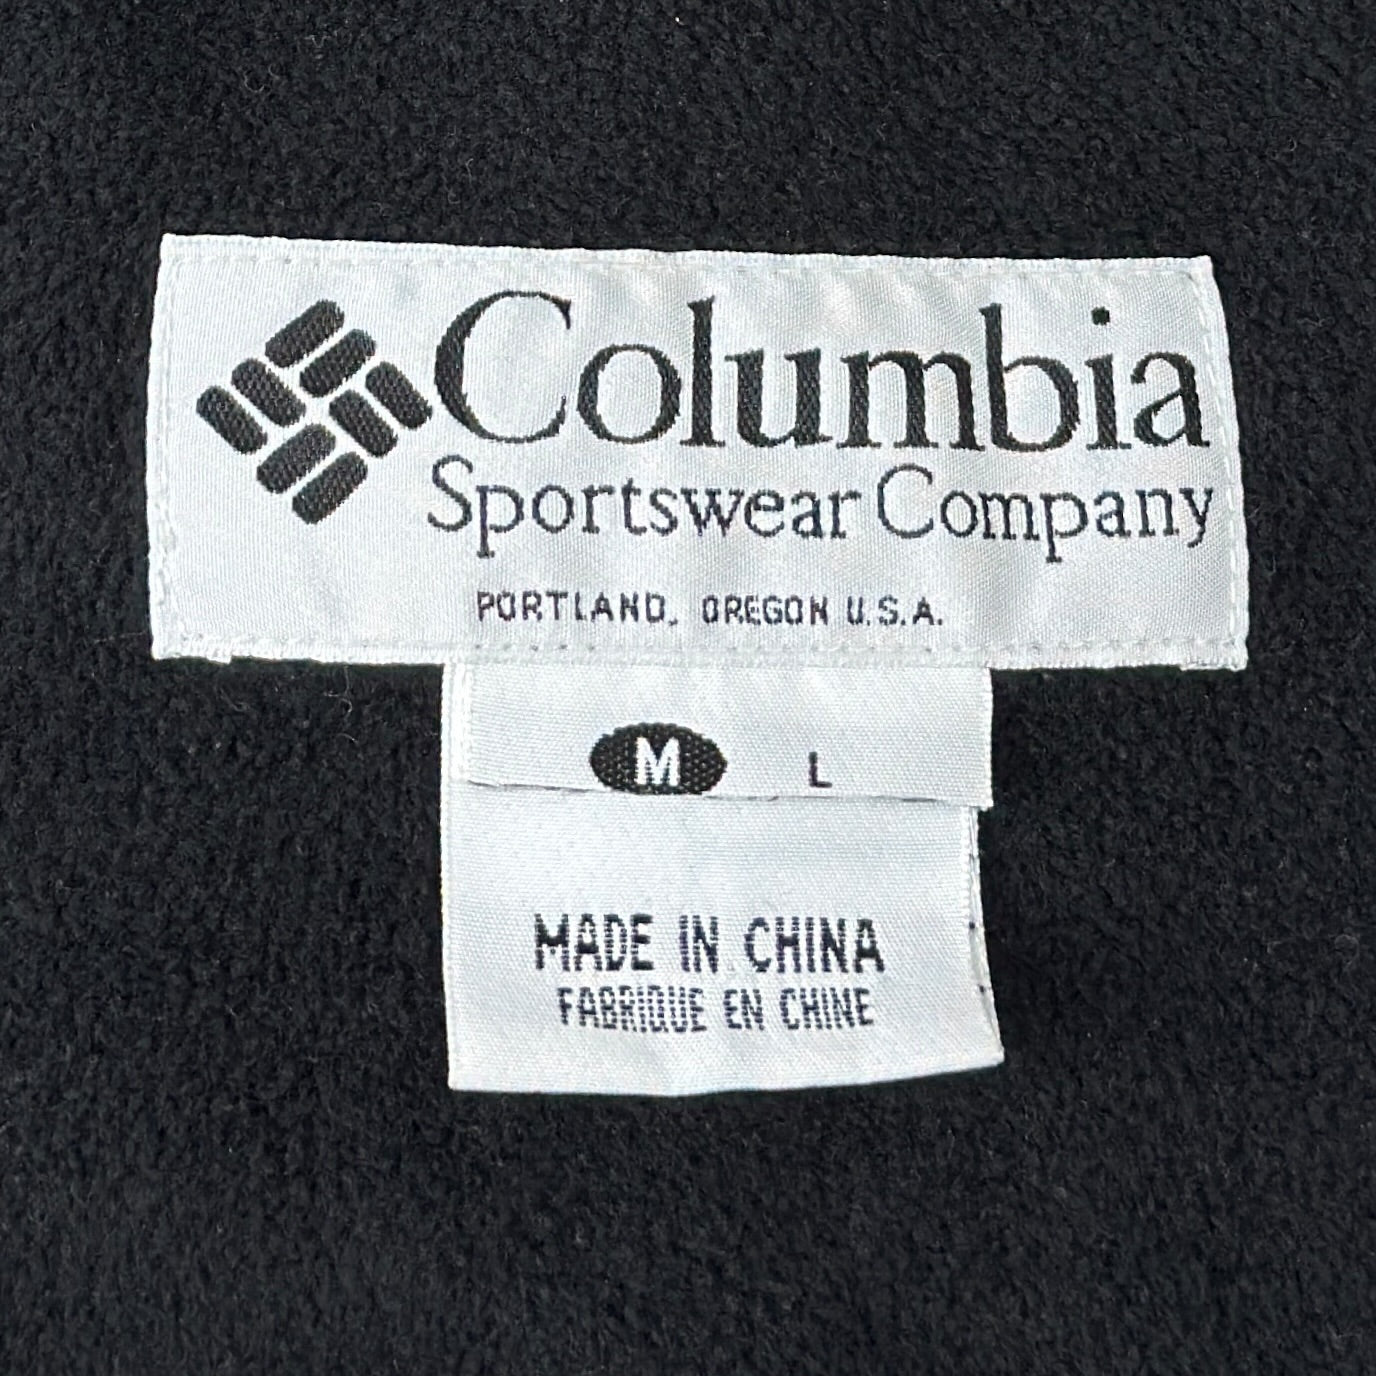 Columbia
Sportswear Company
PORTLAND, OREGON U.S.A.
M L
MADE IN CHINA
FABRIQUE EN CHINE